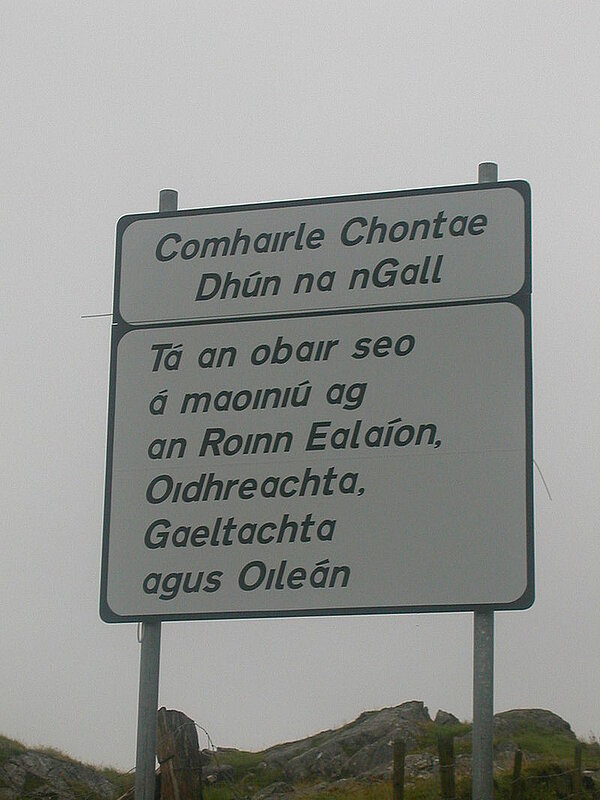 Comhairle Chontae
Dhún na nGall
Tá an obair seo
á maoiniú ag
an Roinn Ealaíon,
Oidhreachta,
Gaeltachta
agus Oileán